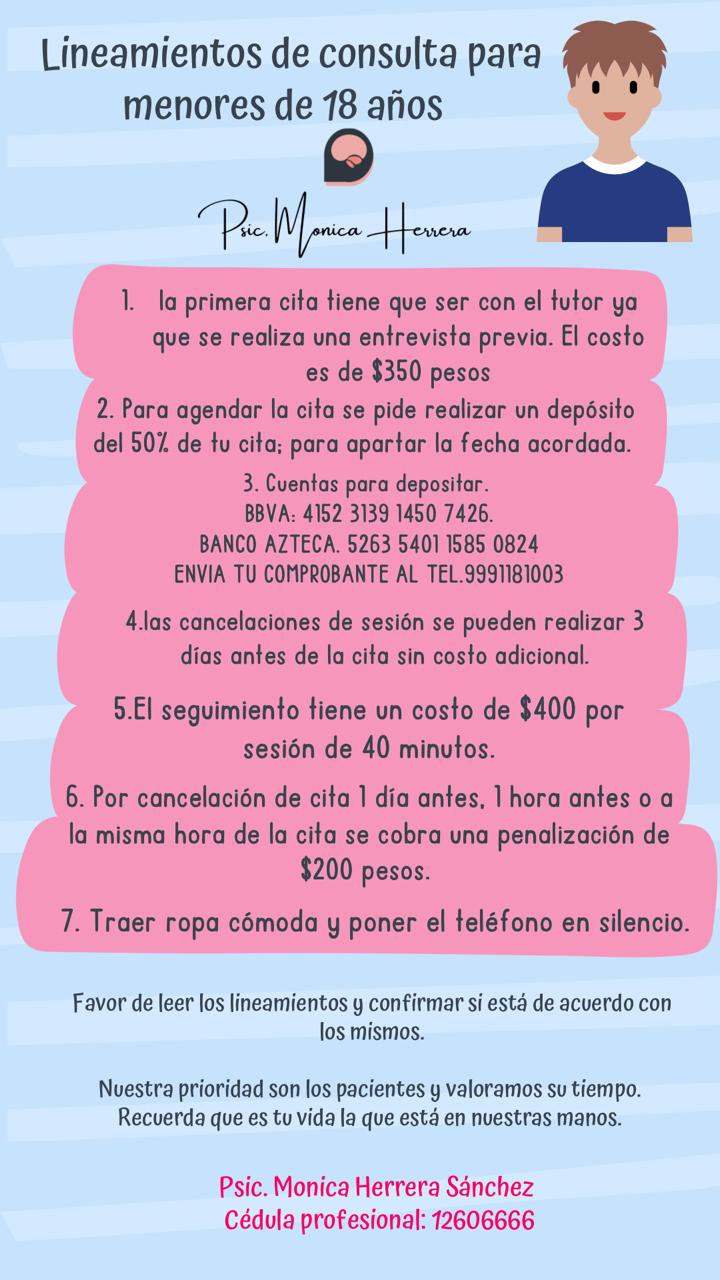 Lineamientos de consulta para
menores de 18 años
Psic. Monica Herrera
1. la primera cita tiene que ser con el tutor ya
que se realiza una entrevista previa. El costo
es de $350 pesos
2. Para agendar la cita se pide realizar un depósito
del 50% de tu cita; para apartar la fecha acordada.
3. Cuentas para depositar.
BBVA: 4152 3139 1450 7426.
BANCO AZTECA. 5263 5401 1585 0824
ENVIA TU COMPROBANTE AL TEL.9991181003
4.las cancelaciones de sesión se pueden realizar 3
días antes de la cita sin costo adicional.
5.El seguimiento tiene un costo de $400 por
sesión de 40 minutos.
6. Por cancelación de cita 1 día antes, 1 hora antes o a
la misma hora de la cita se cobra una penalización de
$200 pesos.
7. Traer ropa cómoda y poner el teléfono en silencio.
Favor de leer los lineamientos y confirmar si está de acuerdo con
los mismos.
Nuestra prioridad son los pacientes y valoramos su tiempo.
Recuerda que es tu vida la que está en nuestras manos.
Psic. Monica Herrera Sánchez
Cédula profesional: 12606666